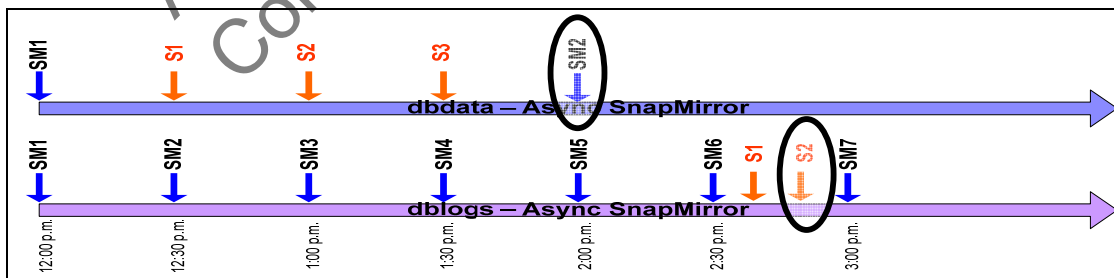 SM1 S1 S2 S3 SM2
dbdata – Async SnapMirror
SM1 SM2 SM3 SM4 SM5 SM6 S1 S2 SM7
dblogs – Async SnapMirror
12:00 p.m. 12:30 p.m. 1:00 p.m. 1:30 p.m. 2:00 p.m. 2:30 p.m. 3:00 p.m.